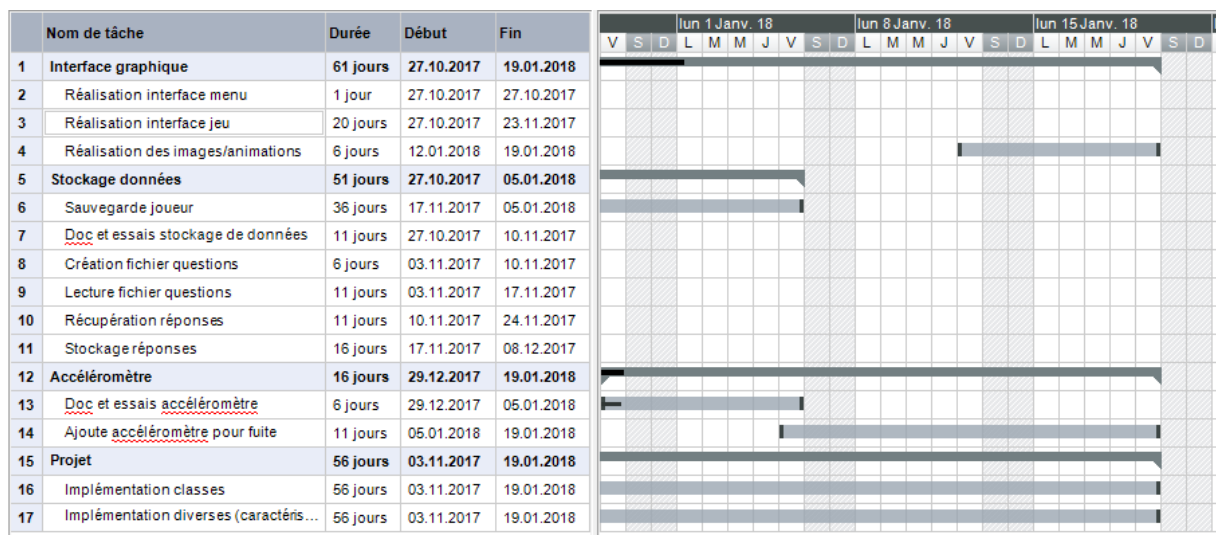 Nom de tâche Durée Début Fin
lun 1 Janv. 18 lun 8 Janv. 18 lun 15 Janv. 18
V S D L M M J V S D L M M J V S D L M M J V S D
1 Interface graphique 61 jours 27.10.2017 19.01.2018
2 Réalisation interface menu 1 jour 27.10.2017 27.10.2017
3 Réalisation interface jeu 20 jours 27.10.2017 23.11.2017
4 Réalisation des images/animations 6 jours 12.01.2018 19.01.2018
5 Stockage données 51 jours 27.10.2017 05.01.2018
6 Sauvegarde joueur 36 jours 17.11.2017 05.01.2018
7 Doc et essais stockage de données 11 jours 27.10.2017 10.11.2017
8 Création fichier questions 6 jours 03.11.2017 10.11.2017
9 Lecture fichier questions 11 jours 03.11.2017 17.11.2017
10 Récupération réponses 11 jours 10.11.2017 24.11.2017
11 Stockage réponses 16 jours 17.11.2017 08.12.2017
12 Accéléromètre 16 jours 29.12.2017 19.01.2018
13 Doc et essais accéléromètre 6 jours 29.12.2017 05.01.2018
14 Ajoute accéléromètre pour fuite 11 jours 05.01.2018 19.01.2018
15 Projet 56 jours 03.11.2017 19.01.2018
16 Implémentation classes 56 jours 03.11.2017 19.01.2018
17 Implémentation diverses (caractéris... 56 jours 03.11.2017 19.01.2018